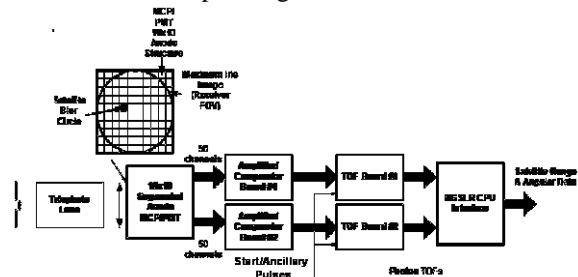 MCP/
PMT
10x10
Anode
Structure
Maximum
Image
(Receiver
FOV)
Satellite
Blur
Circle
50
channels
Telephoto
Lens
10x10
Segmented
Anode
MCP/PMT
Amplifier/
Comparator
Board #1
TOF Board #1
SGSLR CPU
Interface
Satellite Range
& Angular Data
Amplifier/
Comparator
Board #2
TOF Board #2
50
channels
Start/Ancillary
Pulses
Photon TOFs